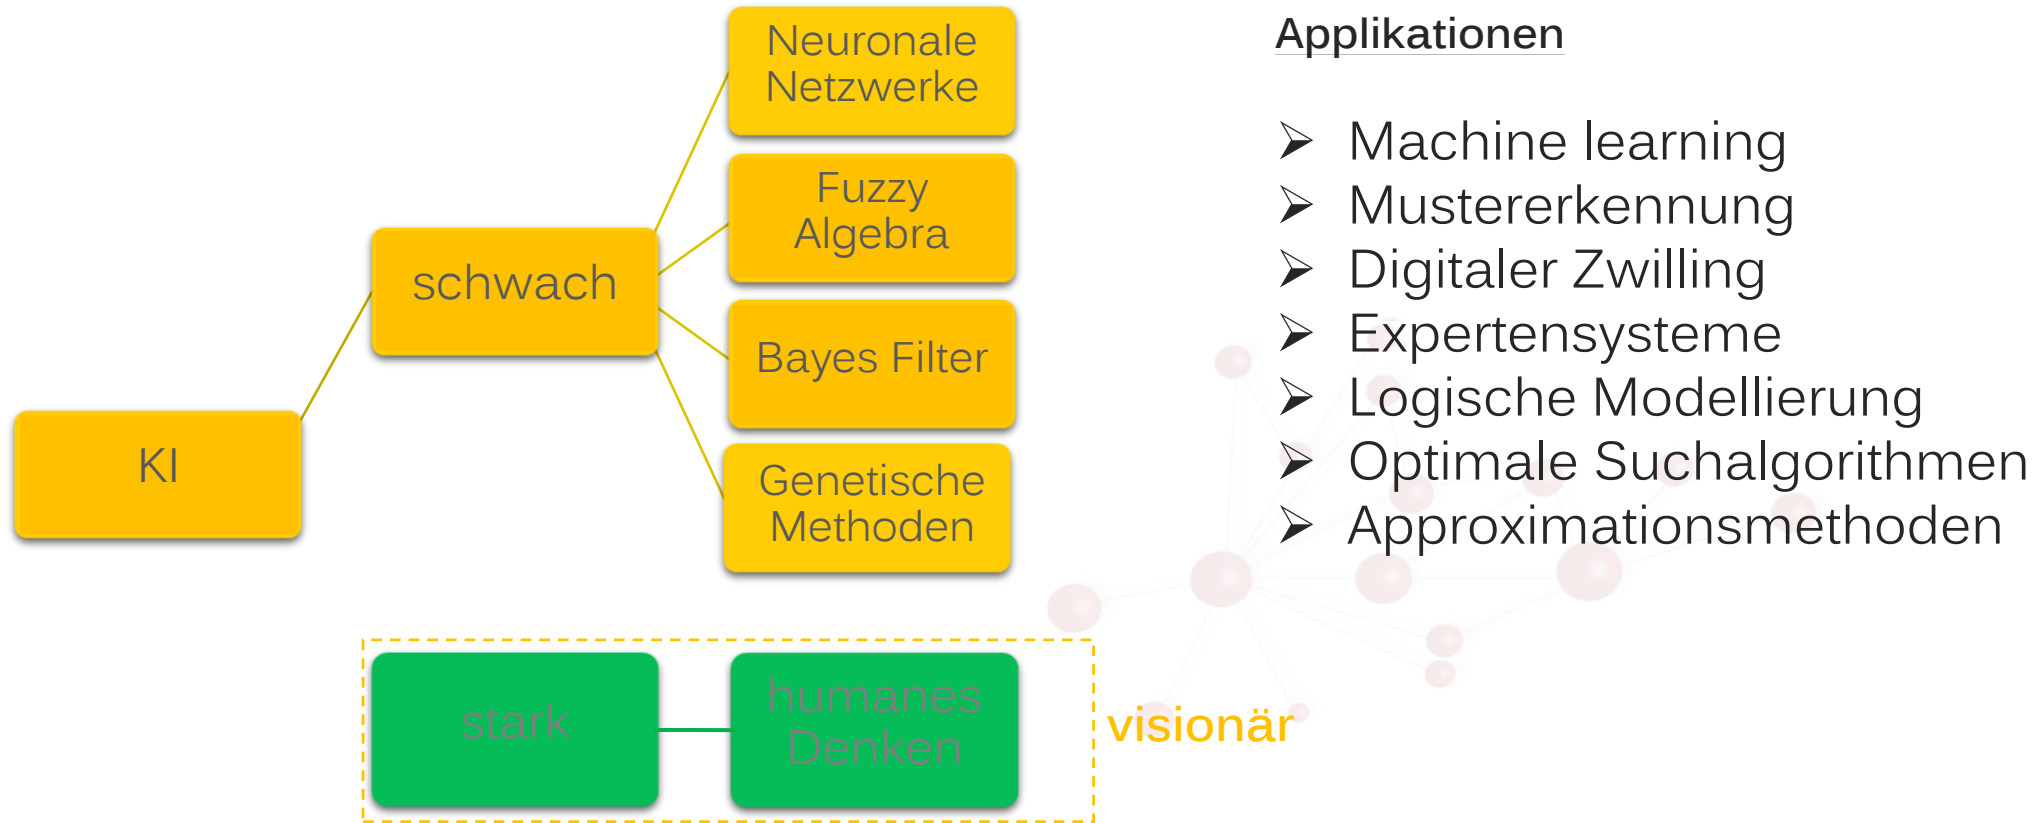 KI
schwach
Neuronale
Netzwerke
Fuzzy
Algebra
Bayes Filter
Genetische
Methoden
stark
humanes
Denken
visionär
Applikationen
Machine learning
Mustererkennung
Digitaler Zwilling
Expertensysteme
Logische Modellierung
Optimale Suchalgorithmen
Approximationsmethoden